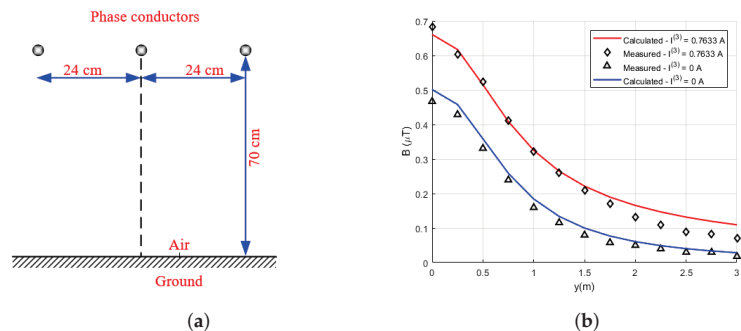 Phase conductors
24 cm
24 cm
70 cm
Air
Ground
(a)
0.7
0.6
0.5
0.4
0.3
0.2
0.1
0
B (μT)
0
0.5
1
1.5
2
2.5
3
y(m)
Calculated - I(3) = 0.7633 A
Measured - I(3) = 0.7633 A
Measured - I(3) = 0 A
Calculated - I(3) = 0 A
(b)